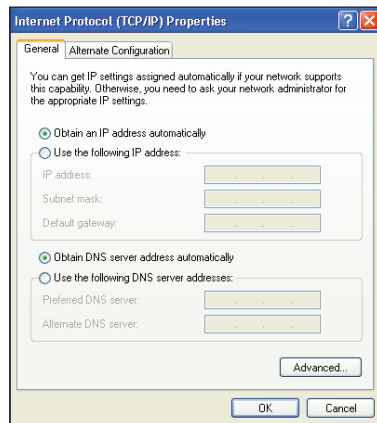 Internet Protocol (TCP/IP) Properties
General
Alternate Configuration
You can get IP settings assigned automatically if your network supports
this capability. Otherwise, you need to ask your network administrator for
the appropriate IP settings.
Obtain an IP address automatically
Use the following IP address:
IP address:
Subnet mask:
Default gateway:
Obtain DNS server address automatically
Use the following DNS server addresses:
Preferred DNS server:
Alternate DNS server:
Advanced...
OK
Cancel